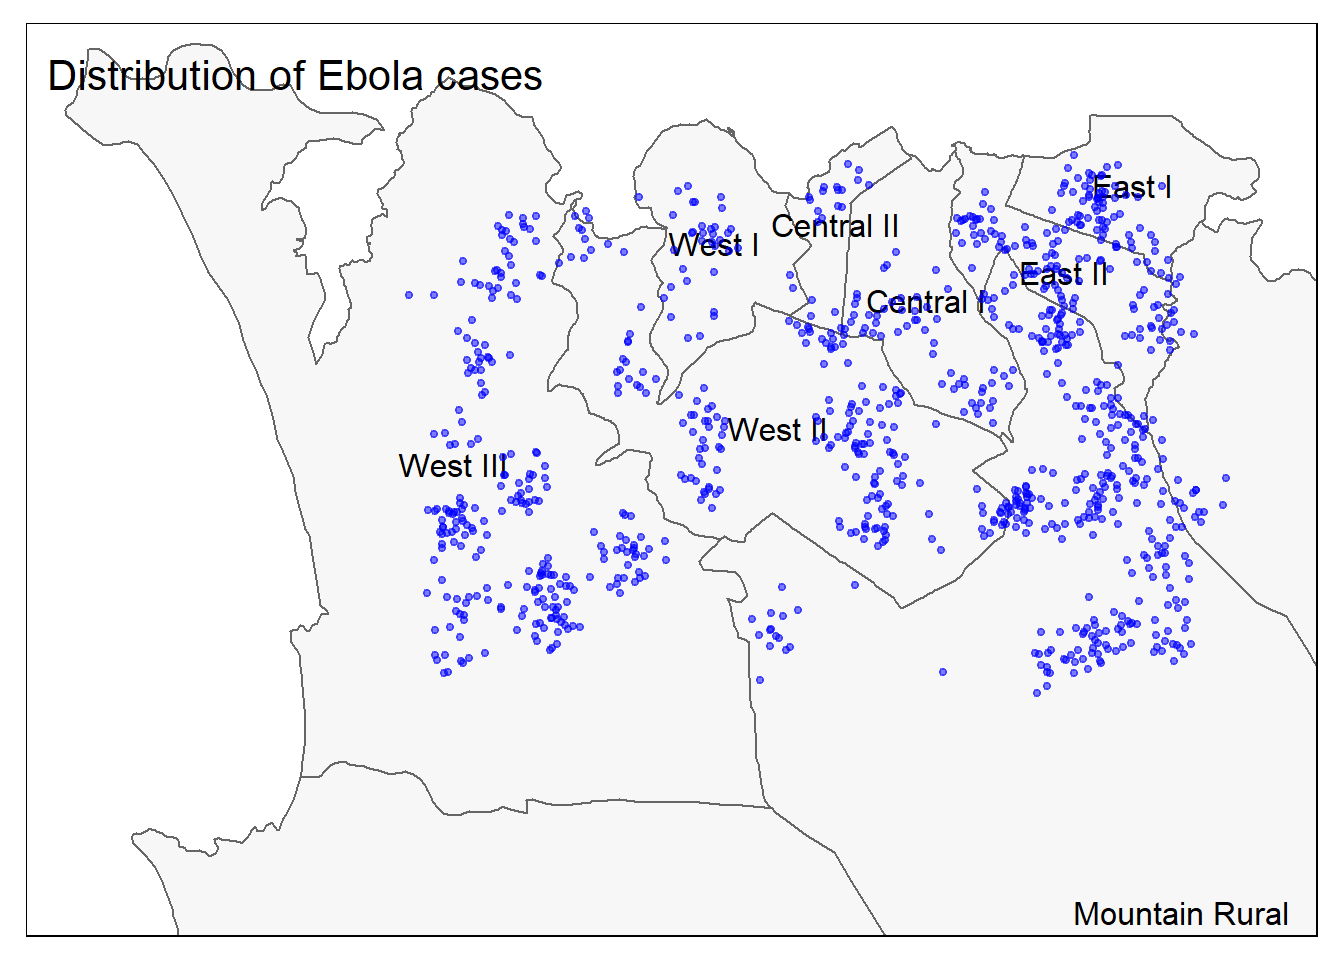 Distribution of Ebola cases
East I
Central II
West I
East II
Central I
West II
West III
Mountain Rural